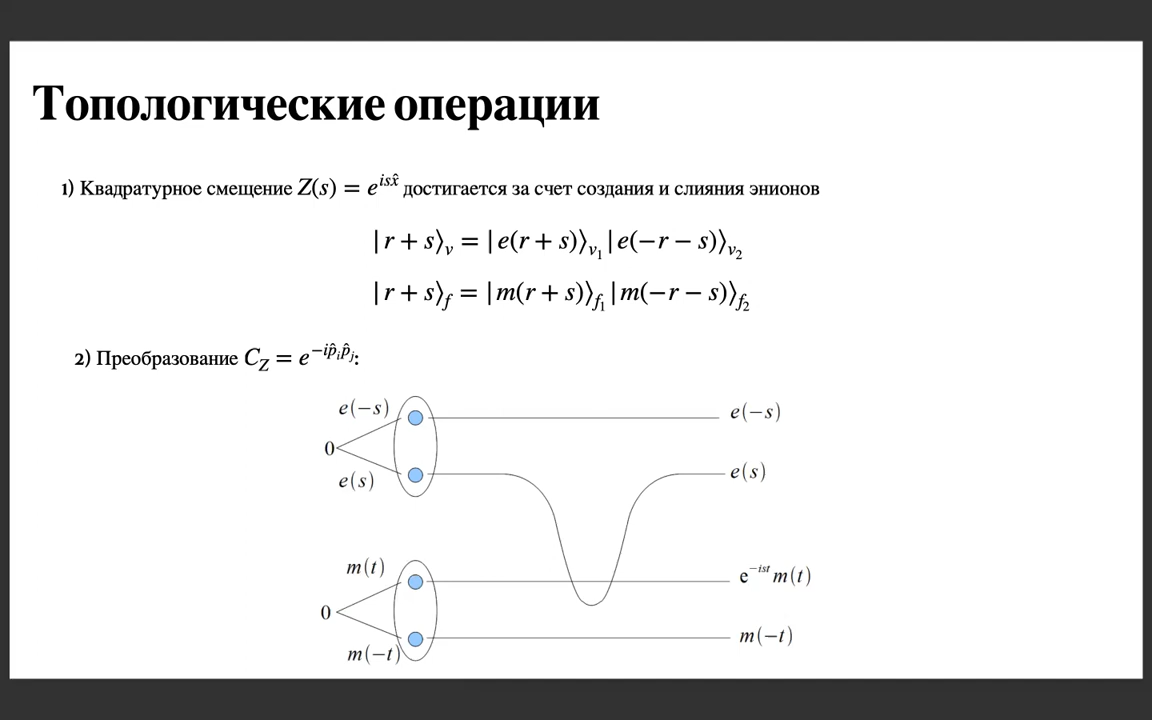 Топологические операции
1) Квадратурное смещение Z(s) = e^{isx̂} достигается за счет создания и слияния энионов
|r + s⟩_v = |e(r + s)⟩_{v_1} |e(−r − s)⟩_{v_2}
|r + s⟩_f = |m(r + s)⟩_{f_1} |m(−r − s)⟩_{f_2}
2) Преобразование C_Z = e^{−ip̂_i p̂_j}:
e(−s) e(−s)
0
e(s) e(s)
m(t) e^{−ist} m(t)
0
m(−t) m(−t)